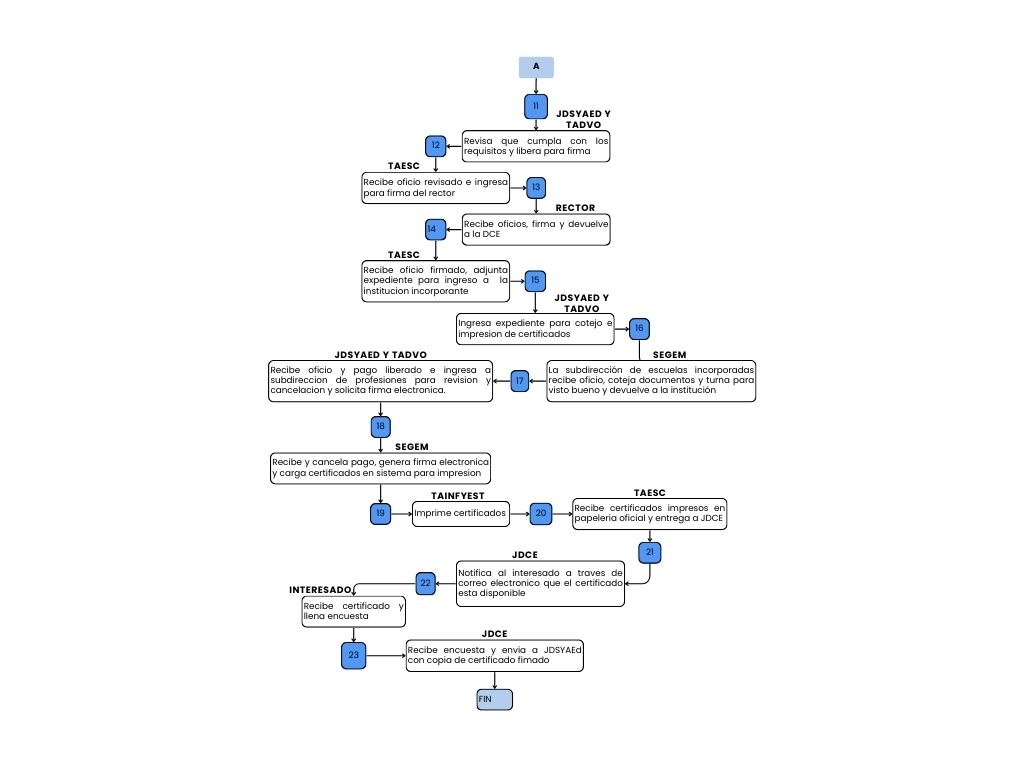 A
11
JDSYAED Y
TADVO
Revisa que cumpla con los
requisitos y libera para firma
12
TAESC
Recibe oficio revisado e ingresa
para firma del rector
13
RECTOR
Recibe oficios, firma y devuelve
a la DCE
14
TAESC
Recibe oficio firmado, adjunta
expediente para ingreso a la
institucion incorporante
15
JDSYAED Y
TADVO
Ingresa expediente para cotejo e
impresion de certificados
16
SEGEM
La subdirección de escuelas incorporadas
recibe oficio, coteja documentos y turna para
visto bueno y devuelve a la institución
17
JDSYAED Y TADVO
Recibe oficio y pago liberado e ingresa a
subdireccion de profesiones para revision y
cancelacion y solicita firma electronica.
18
SEGEM
Recibe y cancela pago, genera firma electronica
y carga certificados en sistema para impresion
19
TAINFYEST
Imprime certificados
20
TAESC
Recibe certificados impresos en
papeleria oficial y entrega a JDCE
21
JDCE
Notifica al interesado a traves de
correo electronico que el certificado
esta disponible
22
INTERESADO
Recibe certificado y
llena encuesta
23
JDCE
Recibe encuesta y envia a JDSYAEd
con copia de certificado fimado
FIN